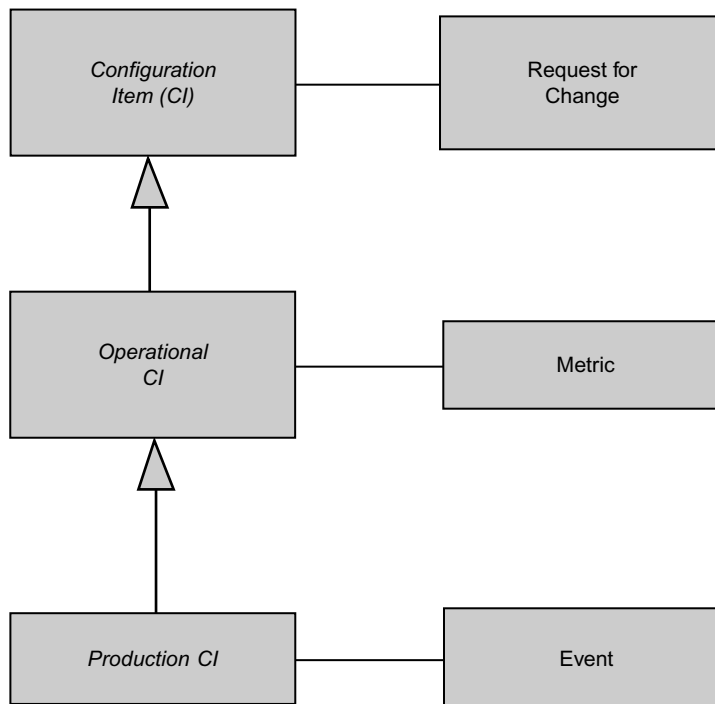 Configuration
Item (CI)
Request for
Change
Operational
CI
Metric
Production CI
Event